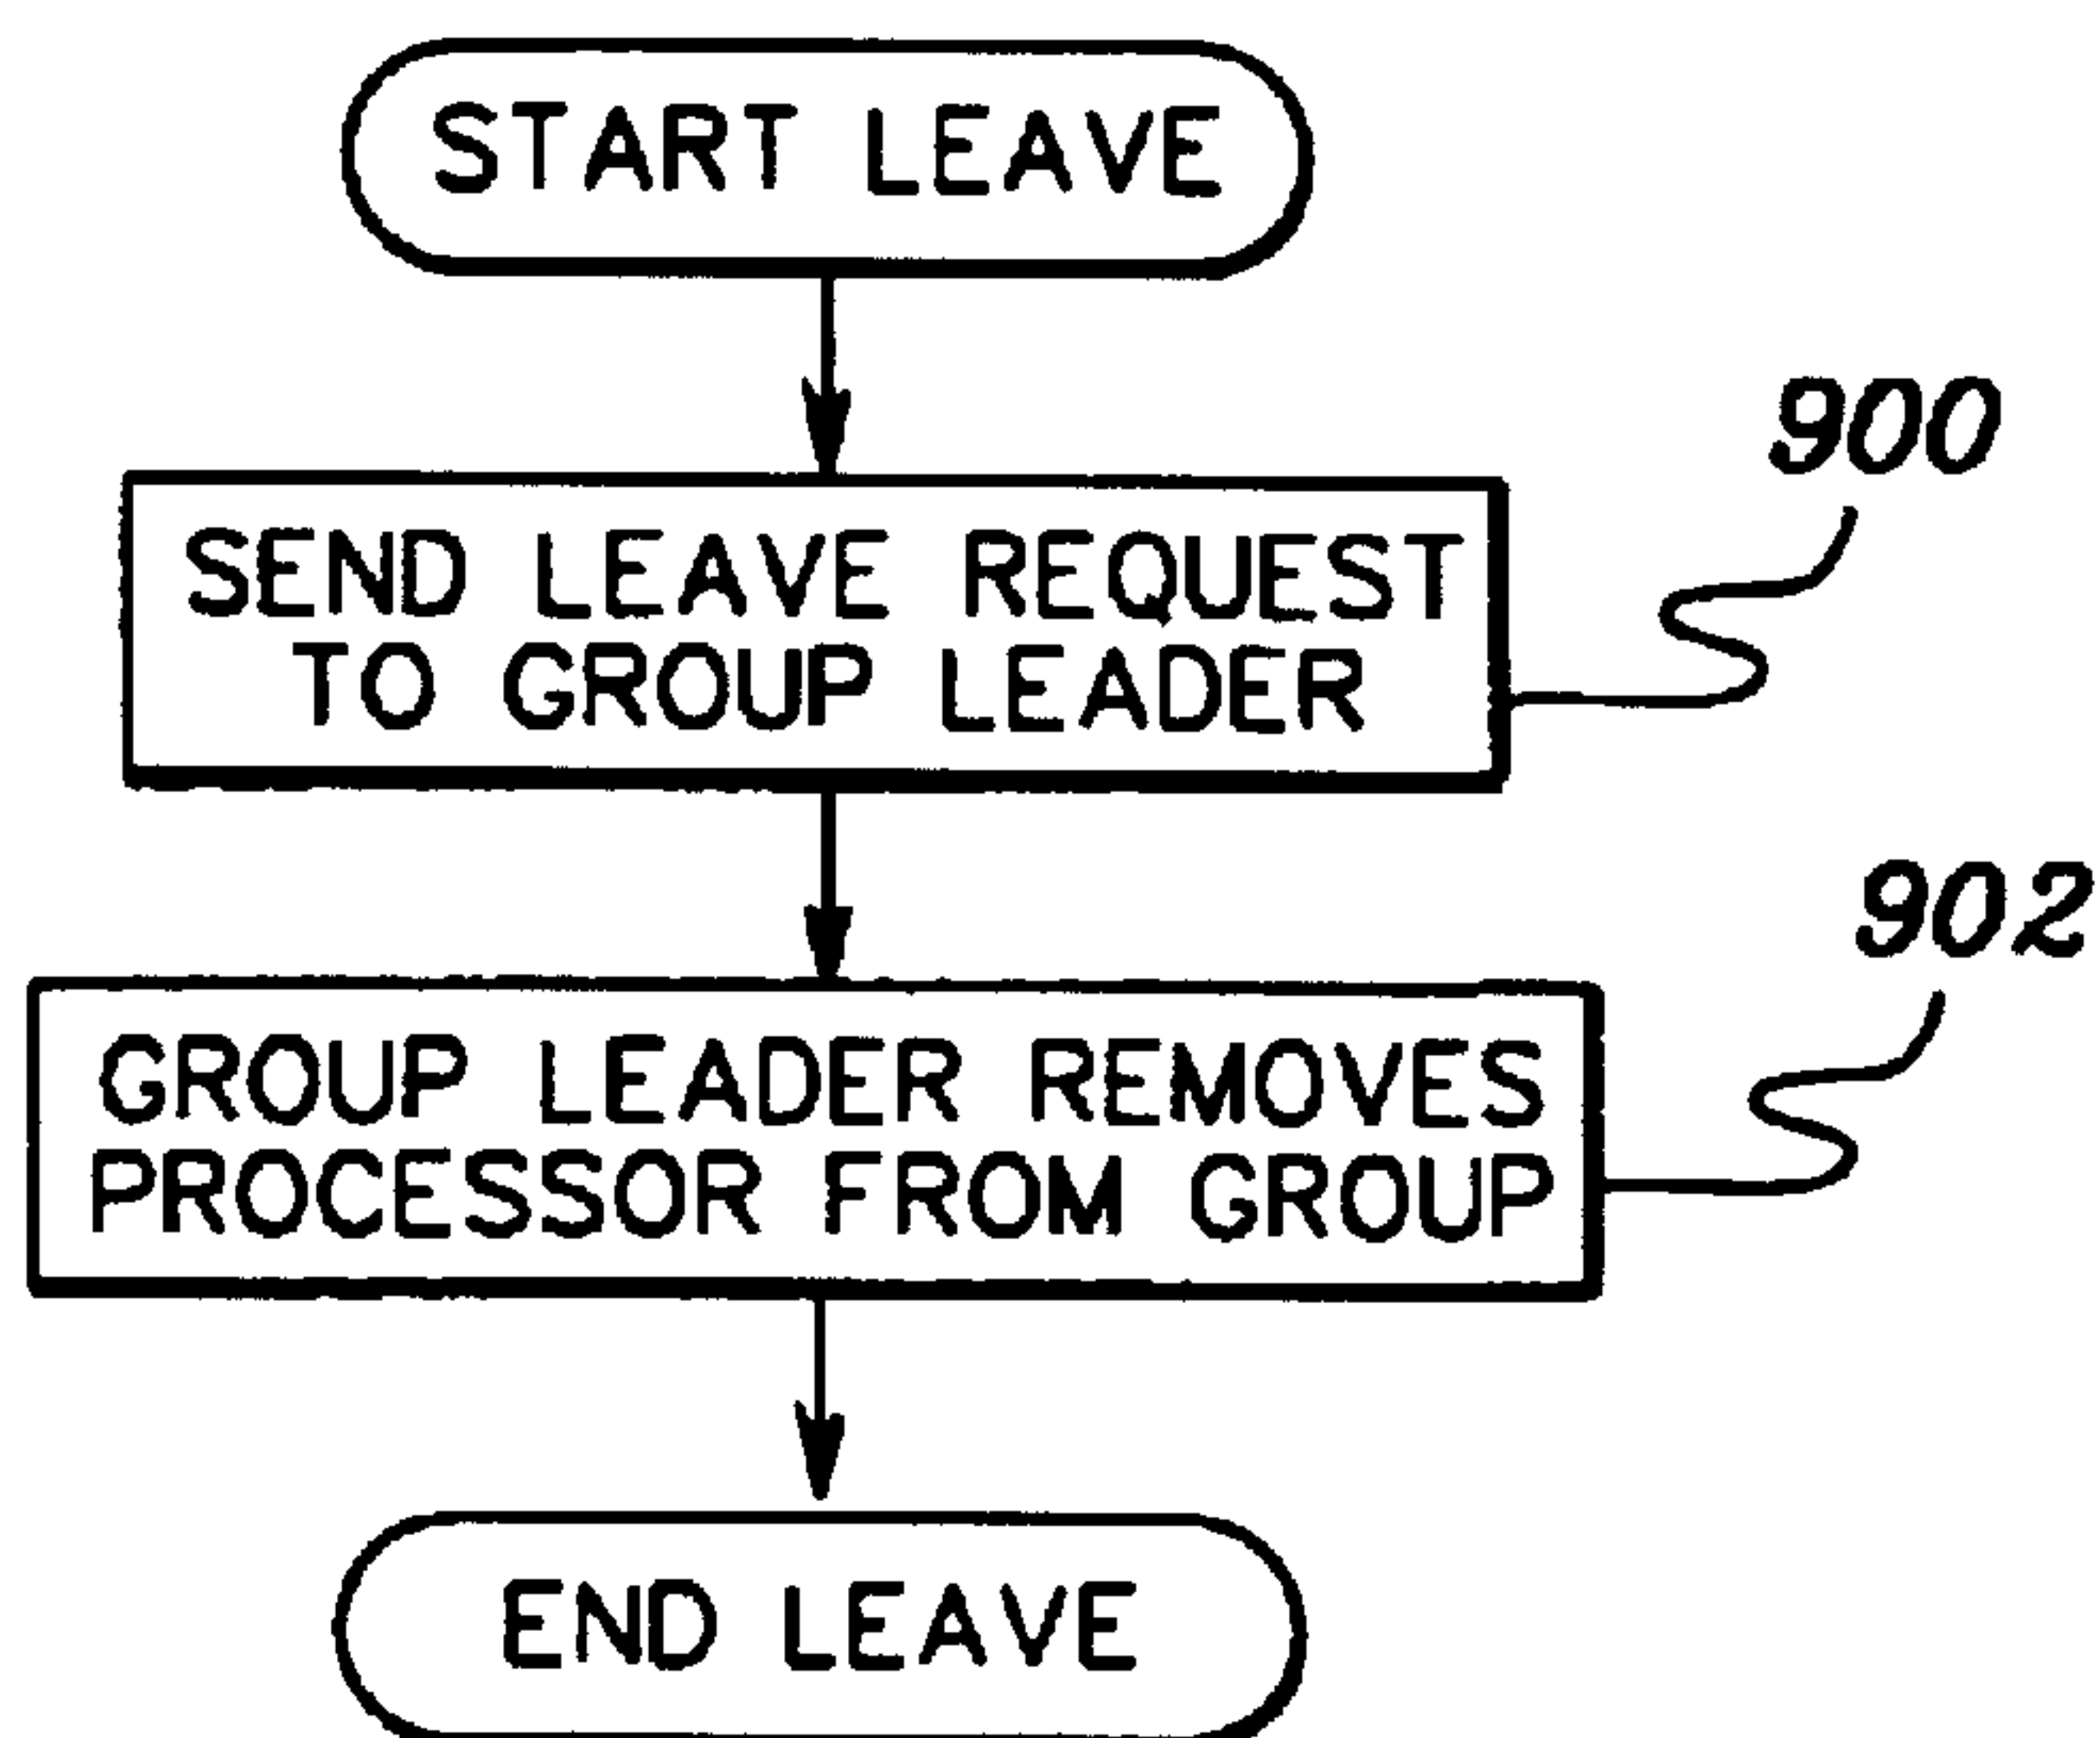 START LEAVE
900
SEND LEAVE REQUEST
TO GROUP LEADER
902
GROUP LEADER REMOVES
PROCESSOR FROM GROUP
END LEAVE